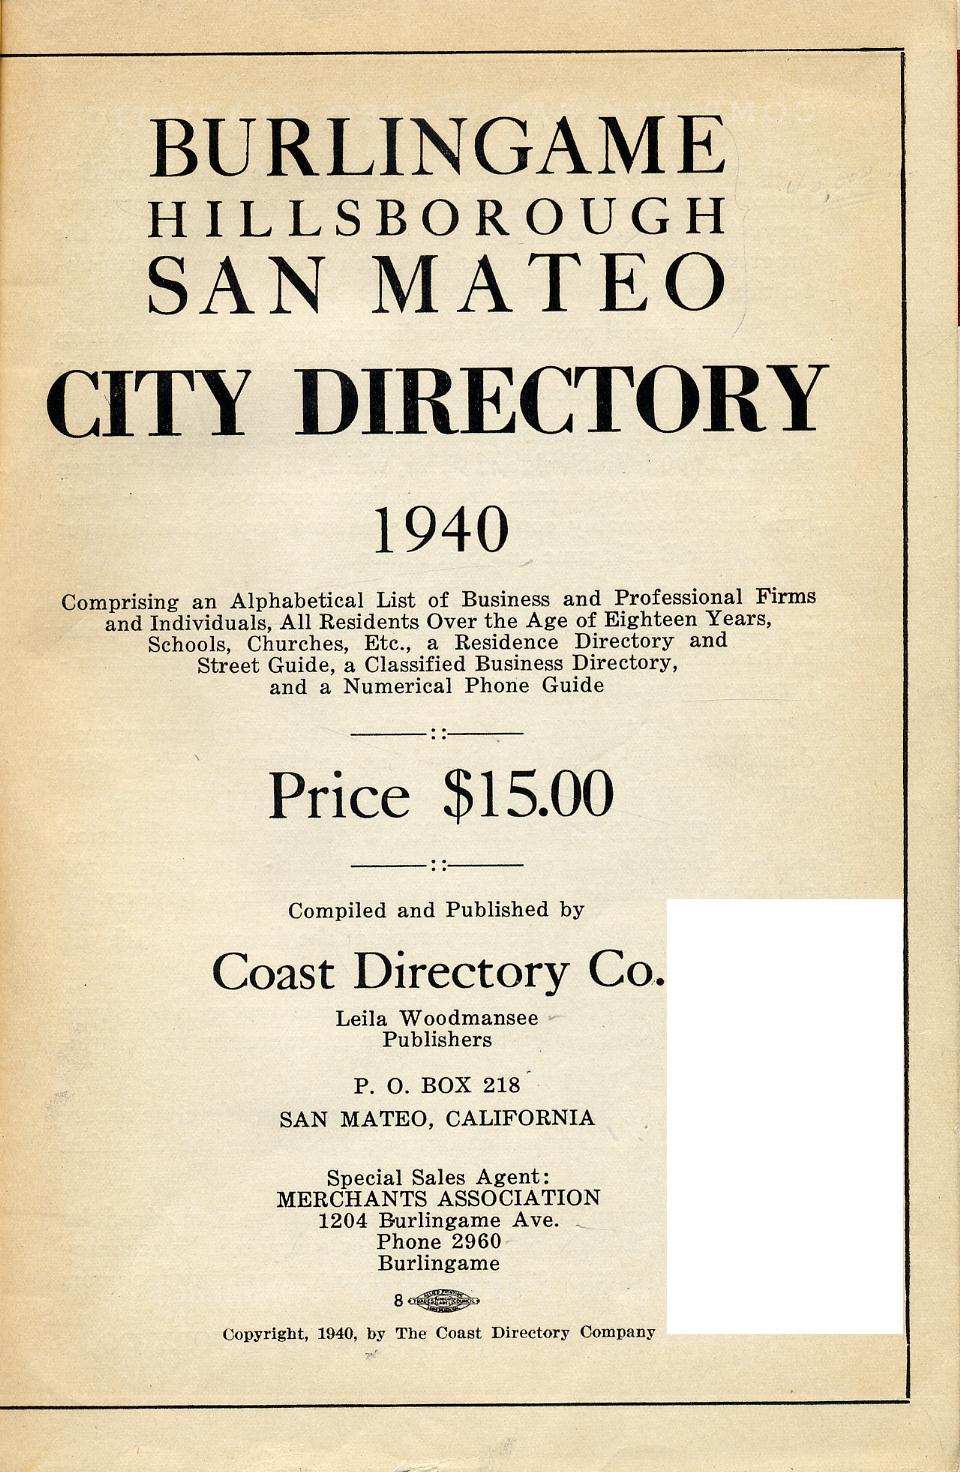 BURLINGAME
HILLSBOROUGH
SAN MATEO
CITY DIRECTORY
1940
Comprising an Alphabetical List of Business and Professional Firms
and Individuals, All Residents Over the Age of Eighteen Years,
Schools, Churches, Etc., a Residence Directory and
Street Guide, a Classified Business Directory,
and a Numerical Phone Guide
Price $15.00
Compiled and Published by
Coast Directory Co.
Leila Woodmansee
Publishers
P. O. BOX 218
SAN MATEO, CALIFORNIA
Special Sales Agent:
MERCHANTS ASSOCIATION
1204 Burlingame Ave.
Phone 2960
Burlingame
8
Copyright, 1940, by The Coast Directory Company